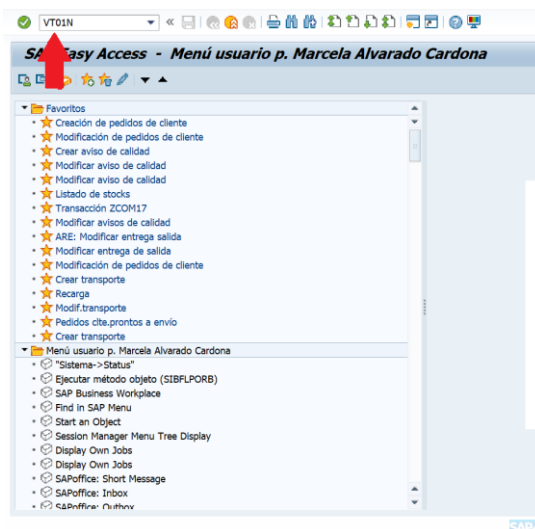 VT01N
SAP Easy Access - Menú usuario p. Marcela Alvarado Cardona
Favoritos
Creación de pedidos de cliente
Modificación de pedidos de cliente
Crear aviso de calidad
Modificar aviso de calidad
Modificar aviso de calidad
Listado de stocks
Transacción ZCOM17
Modificar avisos de calidad
ARE: Modificar entrega salida
Modificar entrega de salida
Modificación de pedidos de cliente
Crear transporte
Recarga
Modif.transporte
Pedidos clte.prontos a envío
Crear transporte
Menú usuario p. Marcela Alvarado Cardona
"Sistema->Status"
Ejecutar método objeto (SIBFLPORB)
SAP Business Workplace
Find in SAP Menu
Start an Object
Session Manager Menu Tree Display
Display Own Jobs
Display Own Jobs
SAPoffice: Short Message
SAPoffice: Inbox
SAPoffice: Outbox
SAP